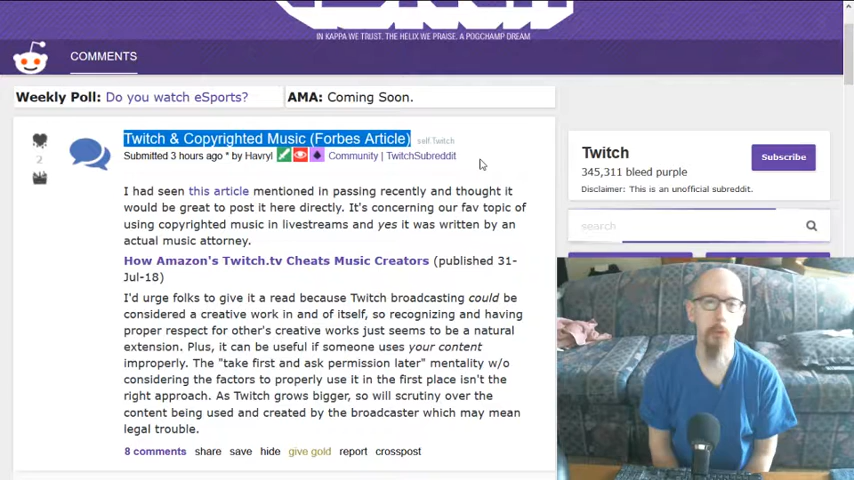 IN KAPPA WE TRUST. THE HELIX WE PRAISE. A POGCHAMP DREAM
COMMENTS
Weekly Poll: Do you watch eSports?
AMA: Coming Soon.
Twitch & Copyrighted Music (Forbes Article) self.Twitch
Submitted 3 hours ago * by Havryl Community | TwitchSubreddit
2
I had seen this article mentioned in passing recently and thought it
would be great to post it here directly. It's concerning our fav topic of
using copyrighted music in livestreams and yes it was written by an
actual music attorney.
How Amazon's Twitch.tv Cheats Music Creators (published 31-
Jul-18)
I'd urge folks to give it a read because Twitch broadcasting could be
considered a creative work in and of itself, so recognizing and having
proper respect for other's creative works just seems to be a natural
extension. Plus, it can be useful if someone uses your content
improperly. The "take first and ask permission later" mentality w/o
considering the factors to properly use it in the first place isn't the
right approach. As Twitch grows bigger, so will scrutiny over the
content being used and created by the broadcaster which may mean
legal trouble.
8 comments share save hide give gold report crosspost
Twitch
345,311 bleed purple
Subscribe
Disclaimer: This is an unofficial subreddit.
search